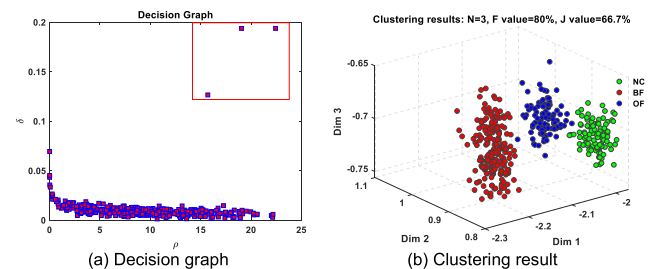 Decision Graph
0.2
0.15
0.1
0.05
0
δ
0 5 10 15 20 25
ρ
(a) Decision graph
Clustering results: N=3, F value=80%, J value=66.7%
-0.65
-0.7
-0.75
Dim 3
NC
BF
OF
1.1
1
0.9
0.8
Dim 2
-2.3
-2.2
-2.1
-2
Dim 1
(b) Clustering result